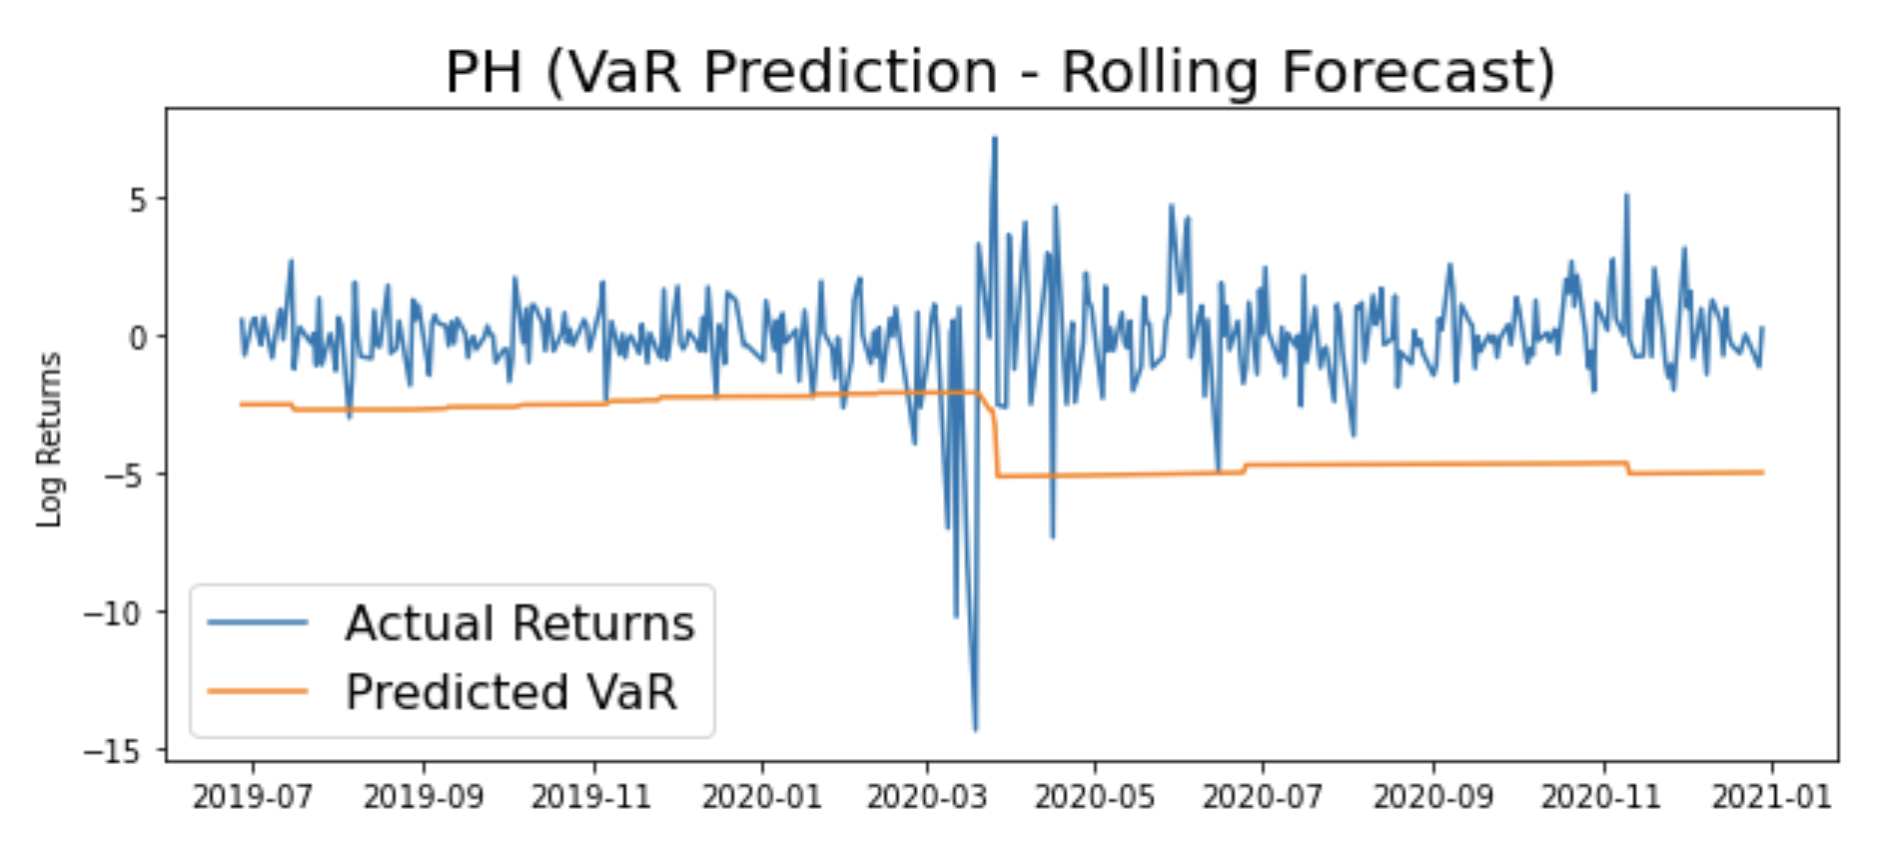 PH (VaR Prediction - Rolling Forecast)
Log Returns
5
0
−5
−10
−15
Actual Returns
Predicted VaR
2019-07 2019-09 2019-11 2020-01 2020-03 2020-05 2020-07 2020-09 2020-11 2021-01